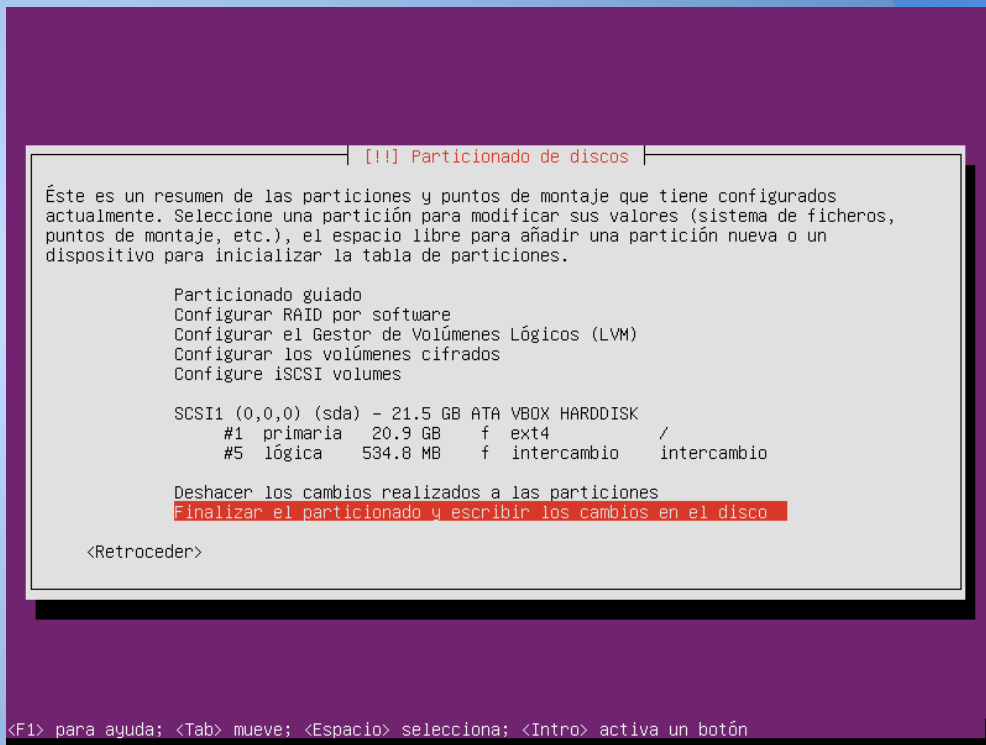 [!!] Particionado de discos
Éste es un resumen de las particiones y puntos de montaje que tiene configurados
actualmente. Seleccione una partición para modificar sus valores (sistema de ficheros,
puntos de montaje, etc.), el espacio libre para añadir una partición nueva o un
dispositivo para inicializar la tabla de particiones.
Particionado guiado
Configurar RAID por software
Configurar el Gestor de Volúmenes Lógicos (LVM)
Configurar los volúmenes cifrados
Configure iSCSI volumes
SCSI1 (0,0,0) (sda) - 21.5 GB ATA VBOX HARDDISK
#1 primaria 20.9 GB f ext4 /
#5 lógica 534.8 MB f intercambio intercambio
Deshacer los cambios realizados a las particiones
Finalizar el particionado y escribir los cambios en el disco
<Retroceder>
<F1> para ayuda; <Tab> mueve; <Espacio> selecciona; <Intro> activa un botón